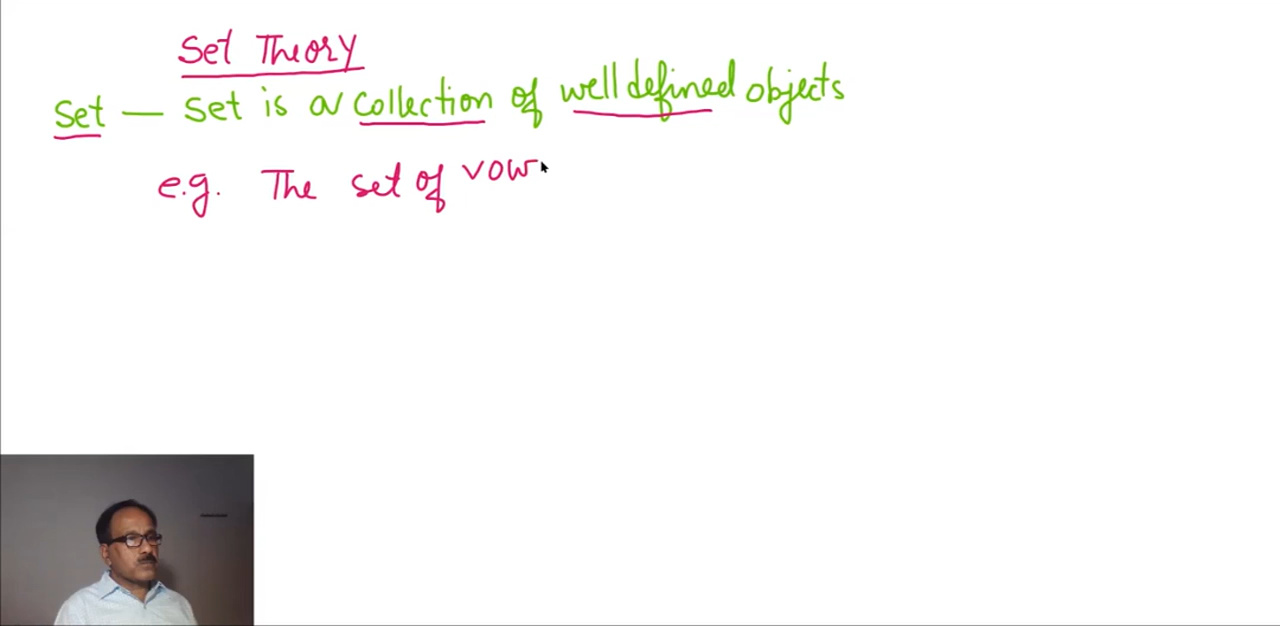 Set Theory
Set — Set is a collection of well defined objects
e.g. The set of vow